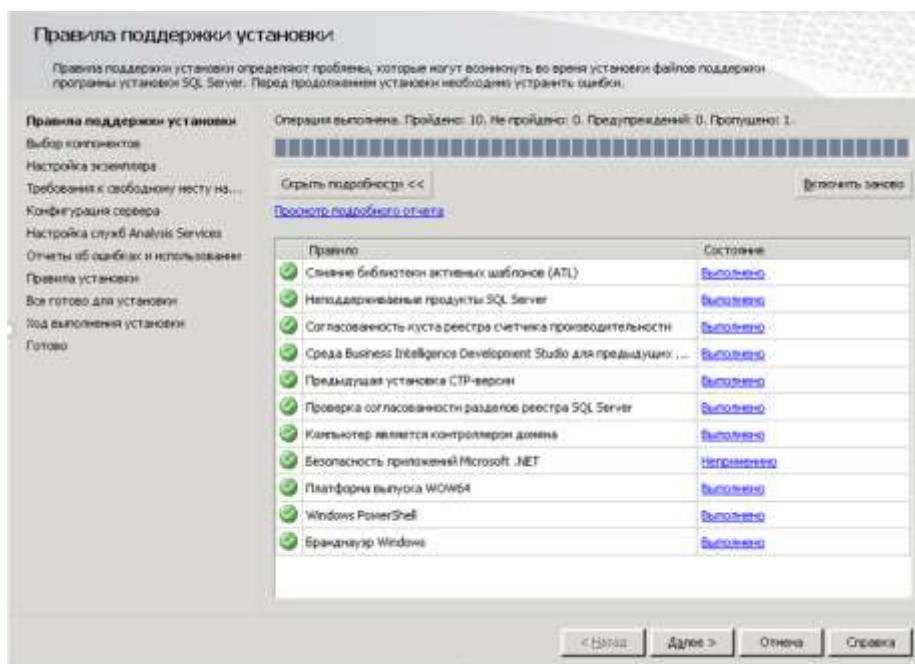 Правила поддержки установки
Правила поддержки установки определяют проблемы, которые могут возникнуть во время установки файлов поддержки
программы установки SQL Server. Перед продолжением установки необходимо устранить ошибки.
Правила поддержки установки
Выбор компонентов
Настройка экземпляра
Требования к свободному месту на...
Конфигурация сервера
Настройка служб Analysis Services
Отчеты об ошибках и использовании
Правила установки
Все готово для установки
Ход выполнения установки
Готово
Операция выполнена. Пройдено: 10. Не пройдено: 0. Предупреждений: 0. Пропущено: 1.
Скрыть подробности <<
Включить заново
Просмотр подробного отчета
Правило Состояние
Слияние библиотеки активных шаблонов (ATL) Выполнено
Неподдерживаемые продукты SQL Server Выполнено
Согласованность куста реестра счетчика производительности Выполнено
Среда Business Intelligence Development Studio для предыдущих ... Выполнено
Предыдущая установка CTP-версии Выполнено
Проверка согласованности разделов реестра SQL Server Выполнено
Компьютер является контроллером домена Выполнено
Безопасность приложений Microsoft .NET Неприменимо
Платформа выпуска WOW64 Выполнено
Windows PowerShell Выполнено
Брандмауэр Windows Выполнено
< Назад
Далее >
Отмена
Справка